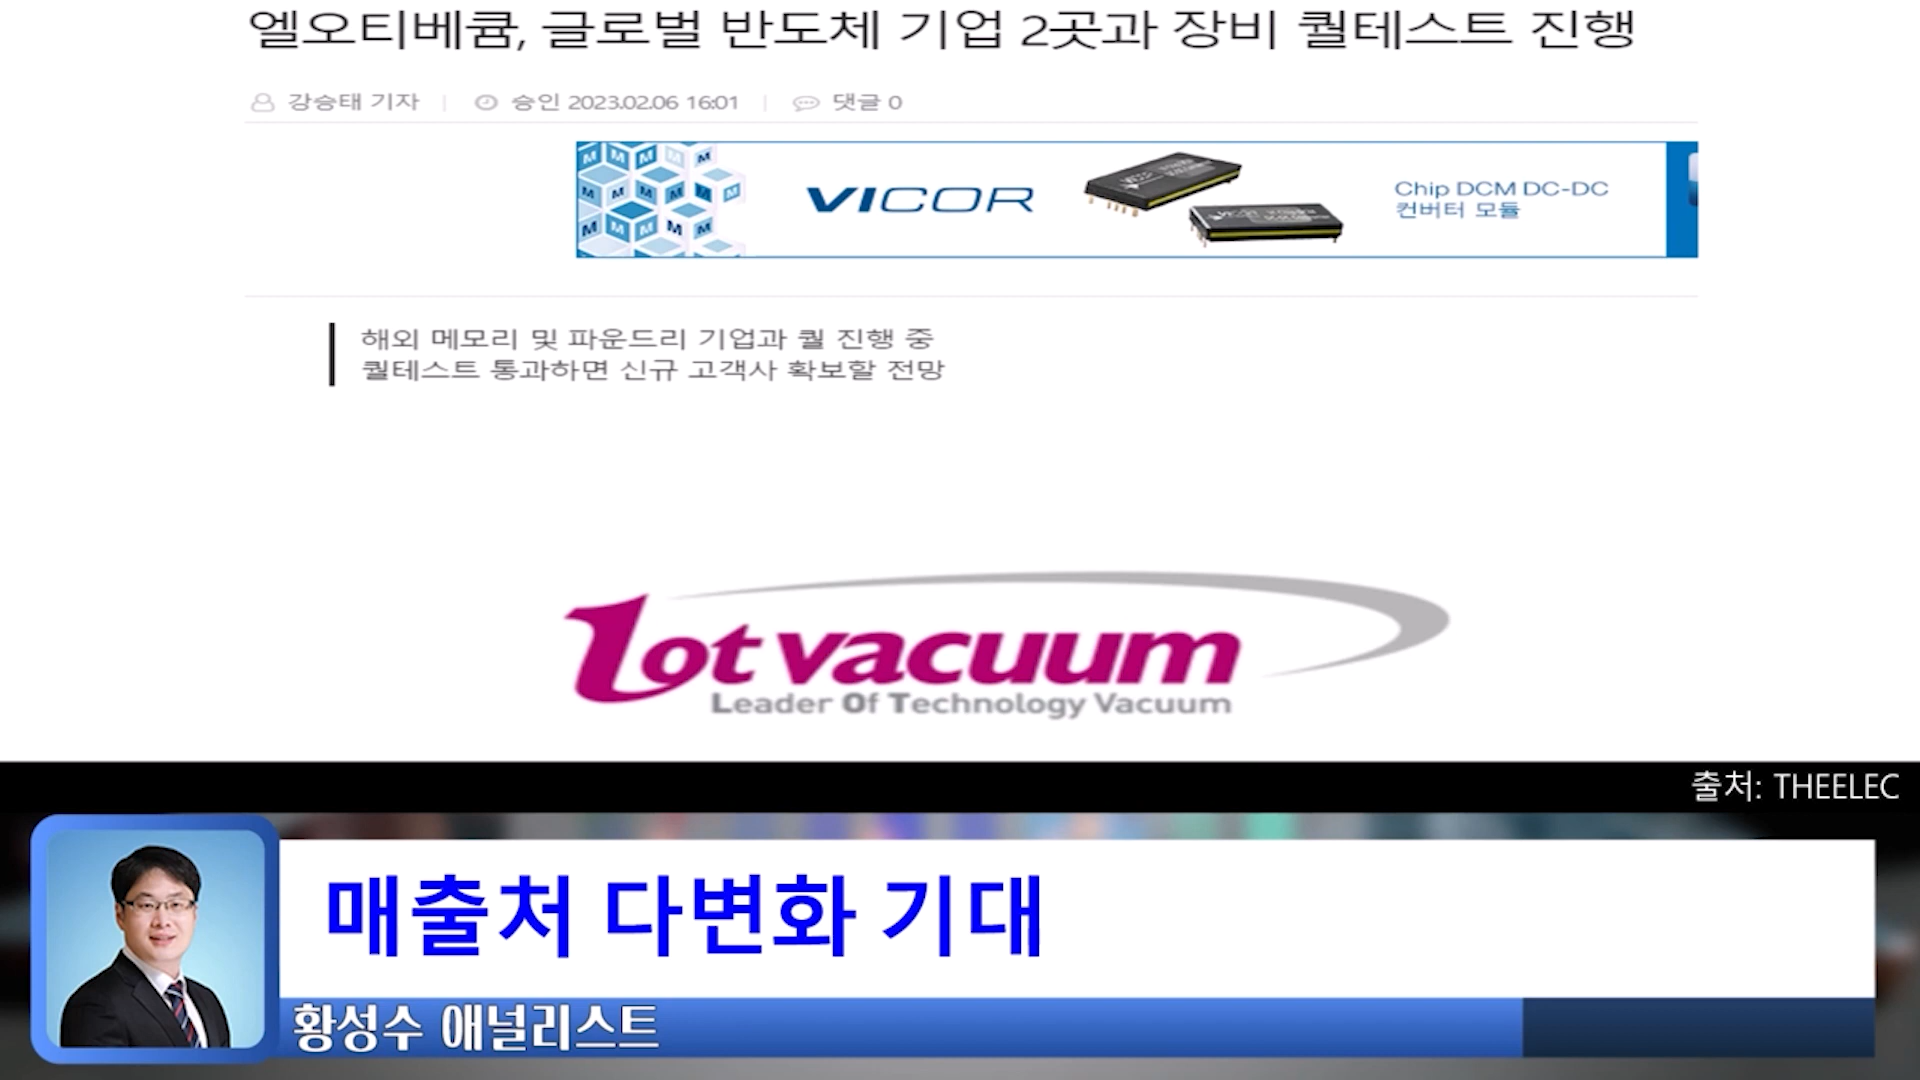 엘오티베큠, 글로벌 반도체 기업 2곳과 장비 퀄테스트 진행
강승태 기자 | 승인 2023.02.06 16:01 | 댓글 0
VICOR
Chip DCM DC-DC
컨버터 모듈
해외 메모리 및 파운드리 기업과 퀄 진행 중
퀄테스트 통과하면 신규 고객사 확보할 전망
Lot vacuum
Leader Of Technology Vacuum
출처: THEELEC
매출처 다변화 기대
황성수 애널리스트